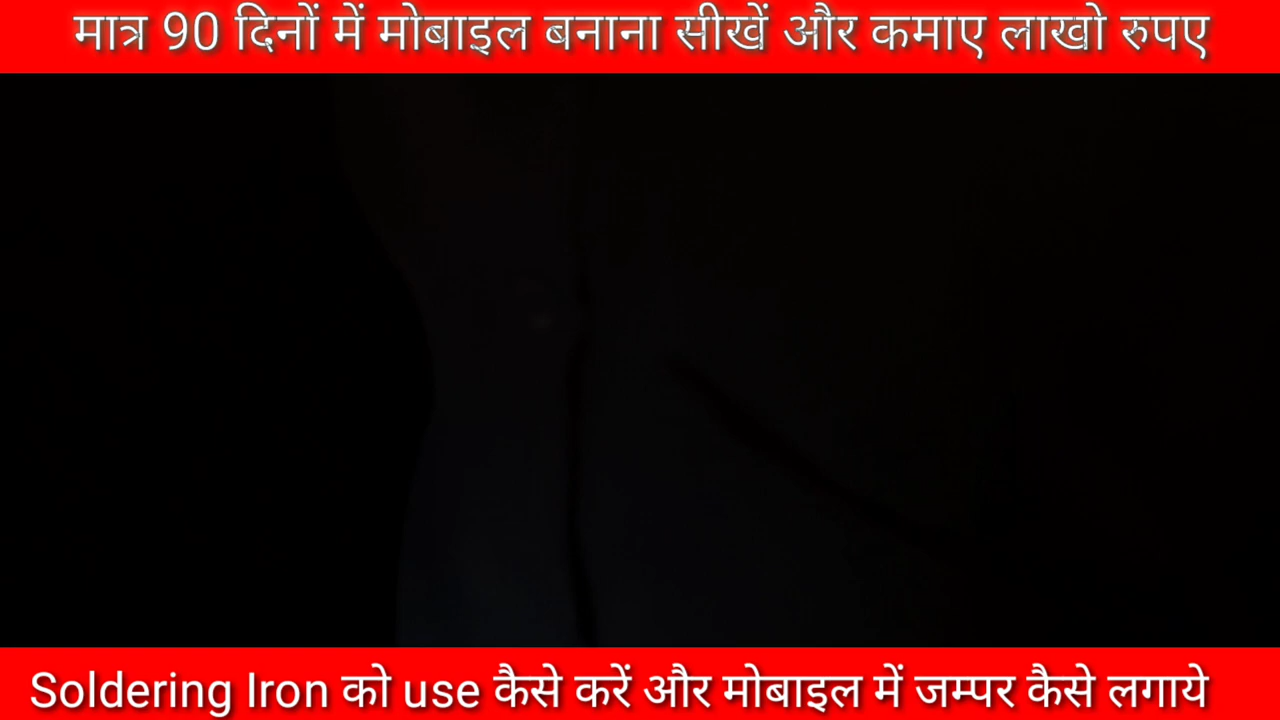 मात्र 90 दिनों में मोबाइल बनाना सीखें और कमाए लाखो रुपए
Soldering Iron को use कैसे करें और मोबाइल में जम्पर कैसे लगाये